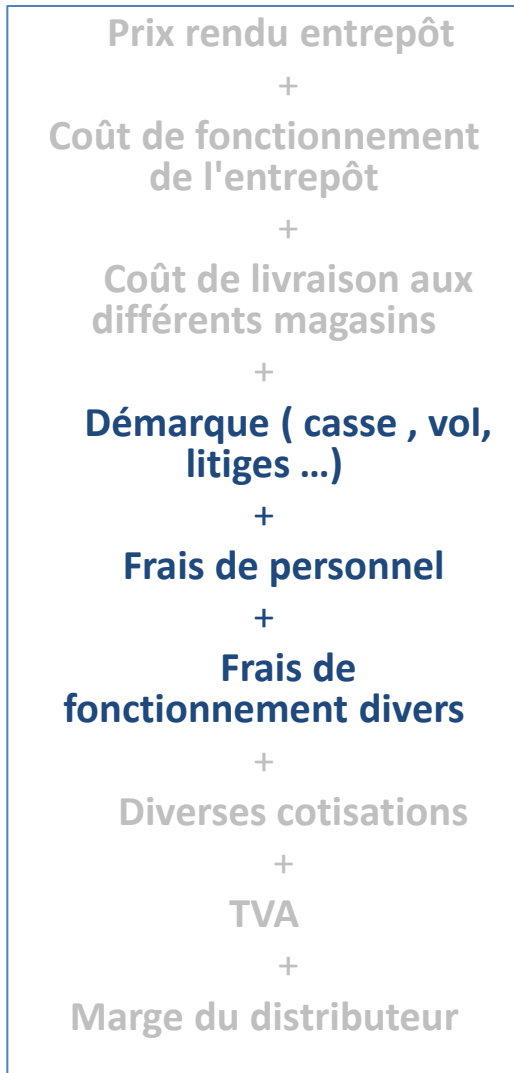 Prix rendu entrepôt
+
Coût de fonctionnement
de l'entrepôt
+
Coût de livraison aux
différents magasins
+
Démarque ( casse , vol,
litiges ...)
+
Frais de personnel
+
Frais de
fonctionnement divers
+
Diverses cotisations
+
TVA
+
Marge du distributeur